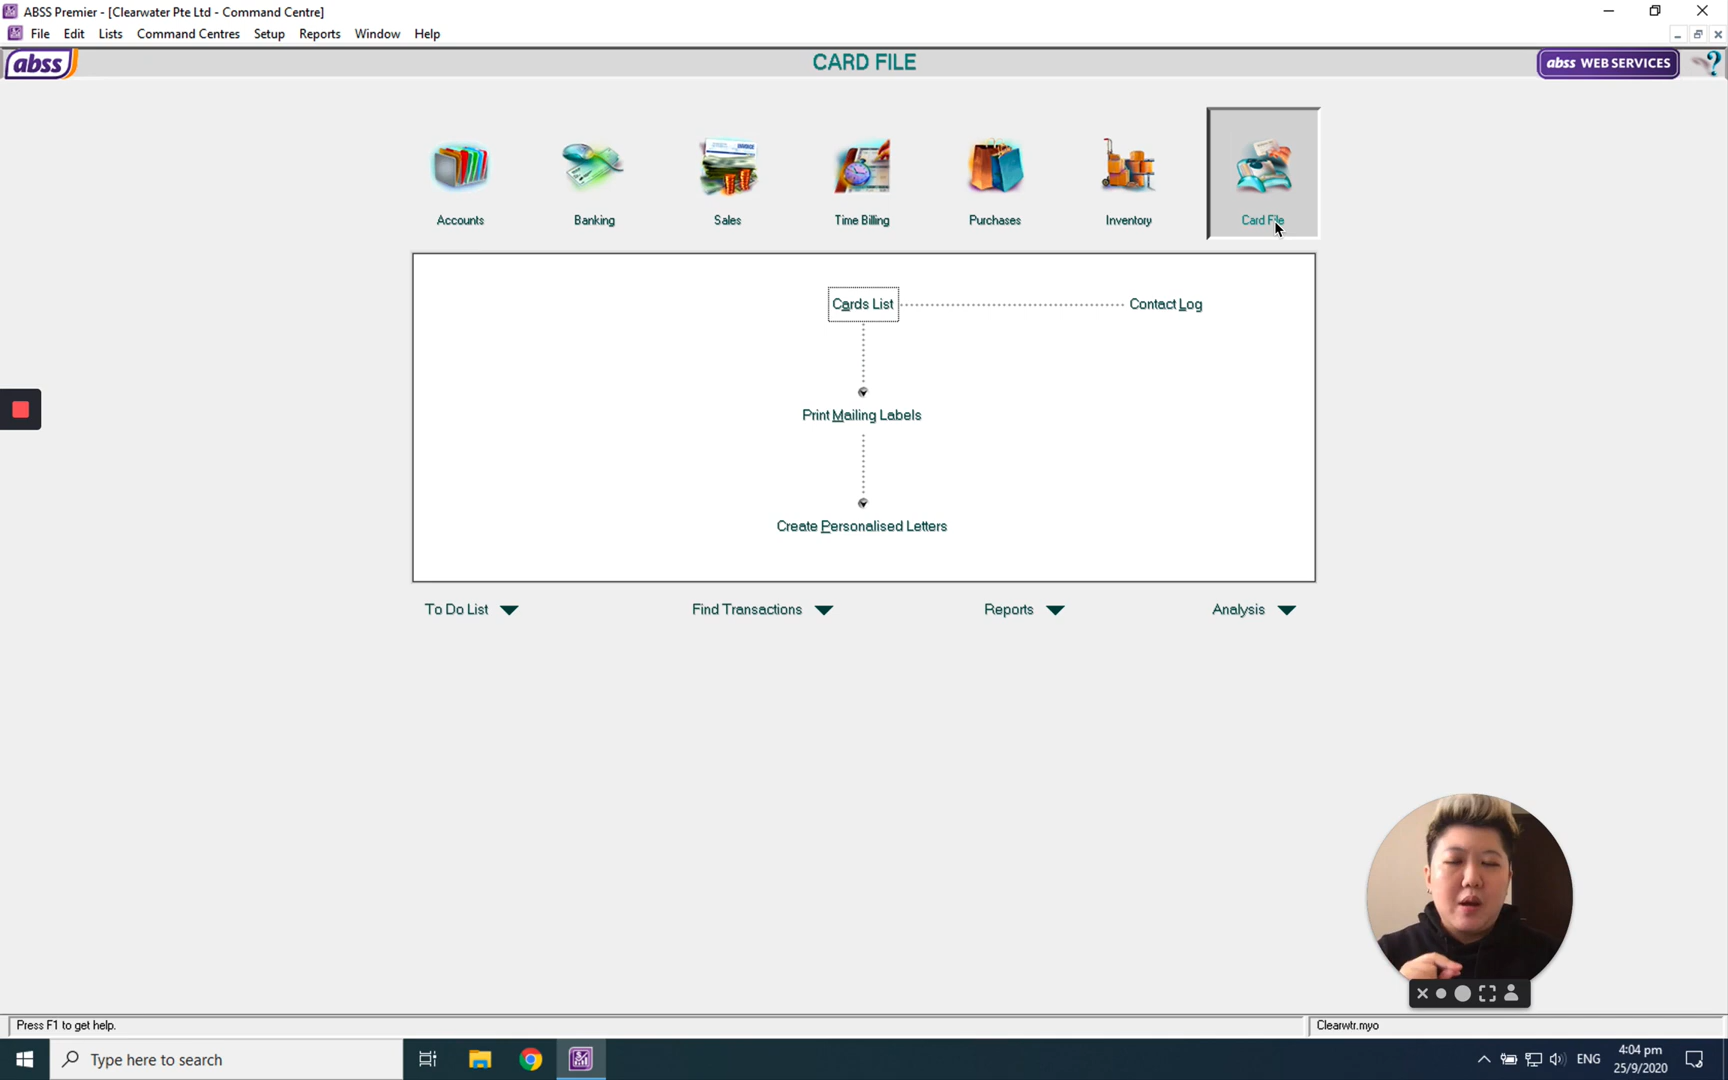 ABSS Premier - [Clearwater Pte Ltd - Command Centre]
File Edit Lists Command Centres Setup Reports Window Help
abss
CARD FILE
abss WEB SERVICES
?
INVOICE
Accounts
Banking
Sales
Time Billing
Purchases
Inventory
Card File
Cards List
Contact Log
Print Mailing Labels
Create Personalised Letters
To Do List
Find Transactions
Reports
Analysis
Press F1 to get help.
Clearwtr.myo
Type here to search
ENG
4:04 pm
25/9/2020